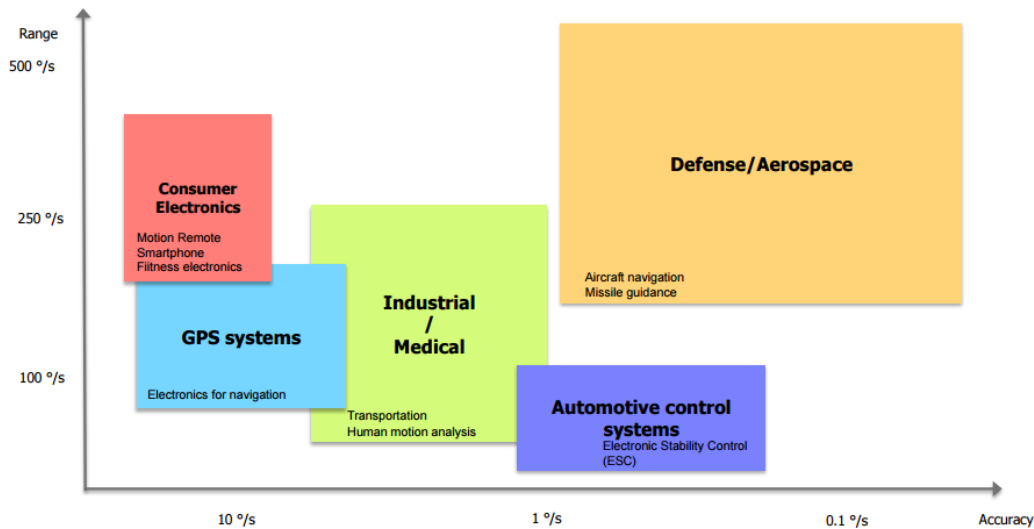 Range
500 °/s
250 °/s
100 °/s
Consumer
Electronics
Motion Remote
Smartphone
Fiitness electronics
GPS systems
Electronics for navigation
Industrial
/
Medical
Transportation
Human motion analysis
Defense/Aerospace
Aircraft navigation
Missile guidance
Automotive control
systems
Electronic Stability Control
(ESC)
10 °/s
1 °/s
0.1 °/s
Accuracy